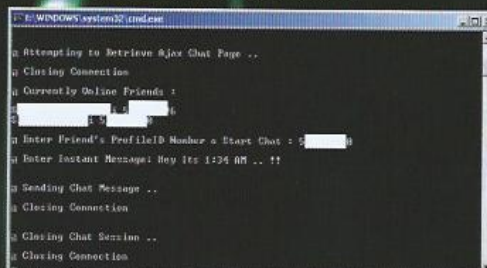 E:\WINDOWS\system32\cmd.exe
Attempting to Retrieve Ajax Chat Page ..
Closing Connection
Currently Online Friends :
Enter Friend's ProfileID Number a Start Chat : 5
Enter Instant Message: Hey Its 1:34 AM .. !!
Sending Chat Message ..
Closing Connection
Closing Chat Session ..
Closing Connection